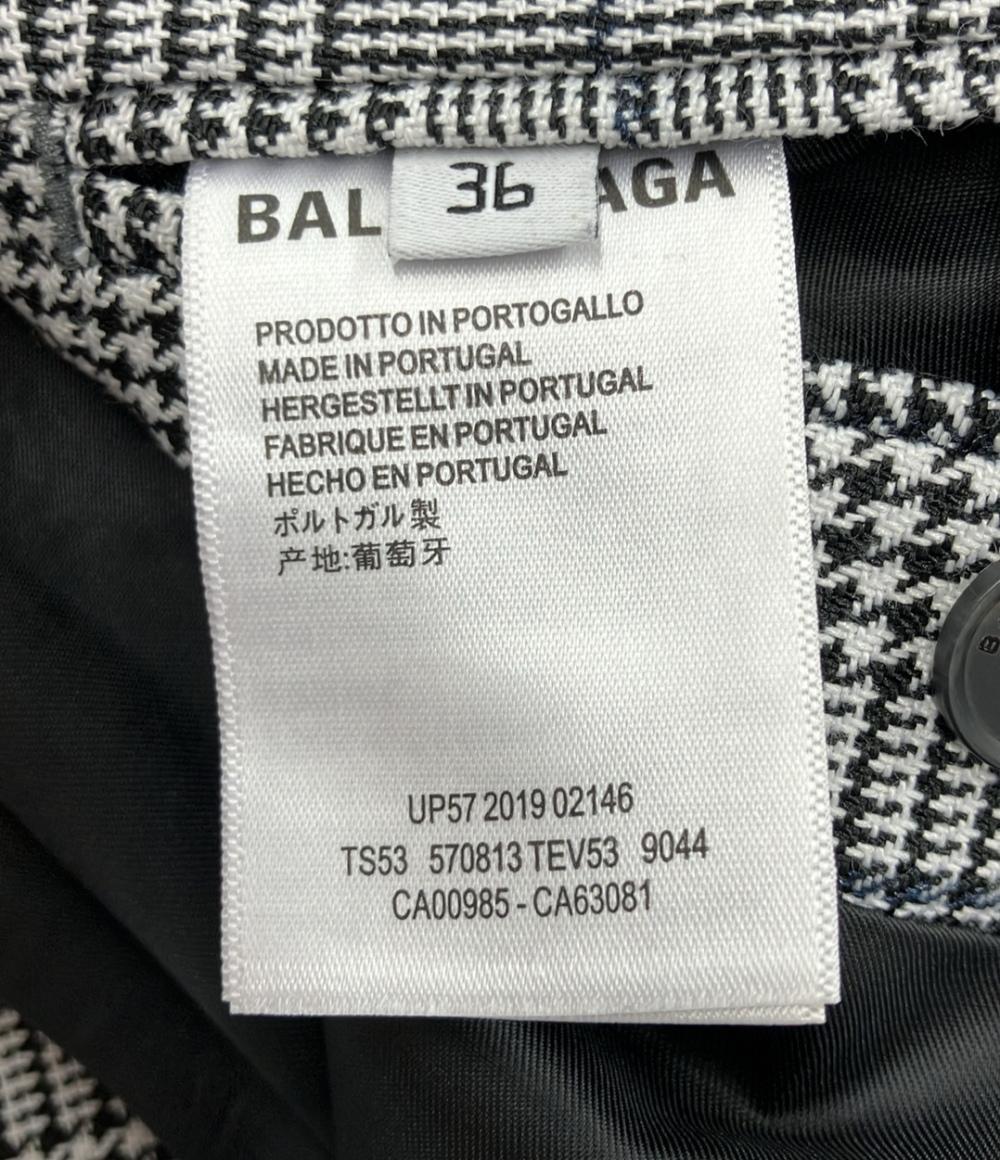 BAL AGA
36
PRODOTTO IN PORTOGALLO
MADE IN PORTUGAL
HERGESTELLT IN PORTUGAL
FABRIQUE EN PORTUGAL
HECHO EN PORTUGAL
ポルトガル製
产地:葡萄牙
UP57 2019 02146
TS53 570813 TEV53 9044
CA00985 - CA63081